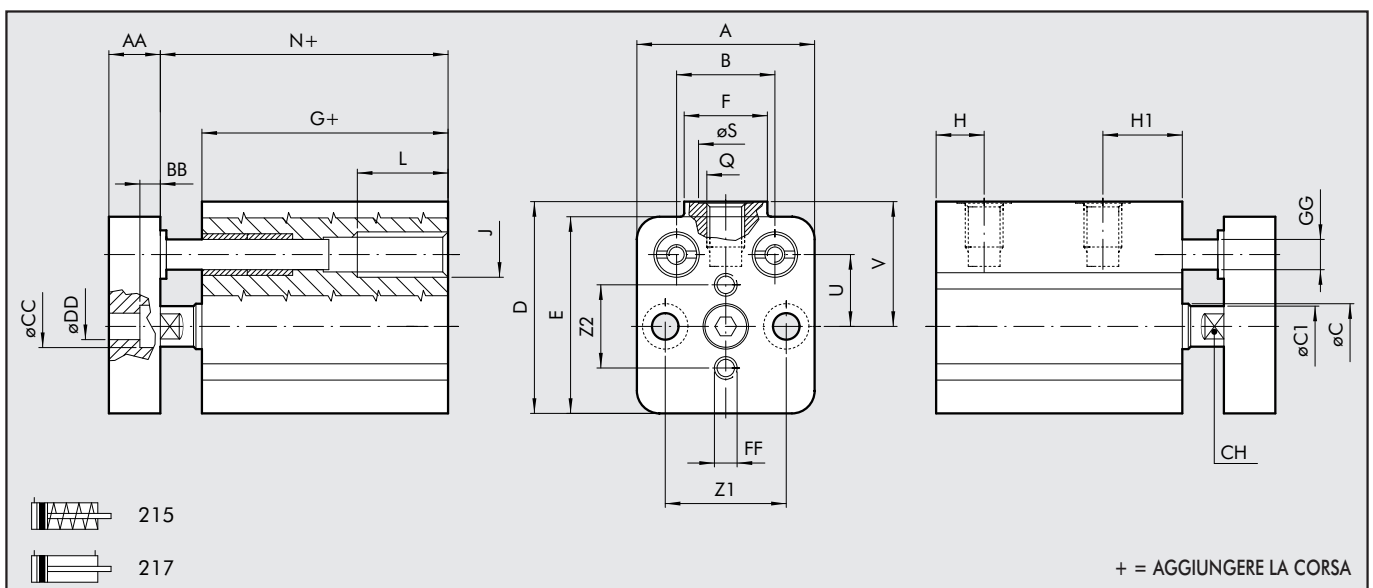 AA
N+
G+
BB
L
J
øCC
øDD
A
B
F
øS
Q
D
E
Z2
U
V
FF
Z1
H
H1
GG
øC1
øC
CH
215
217
+ = AGGIUNGERE LA CORSA